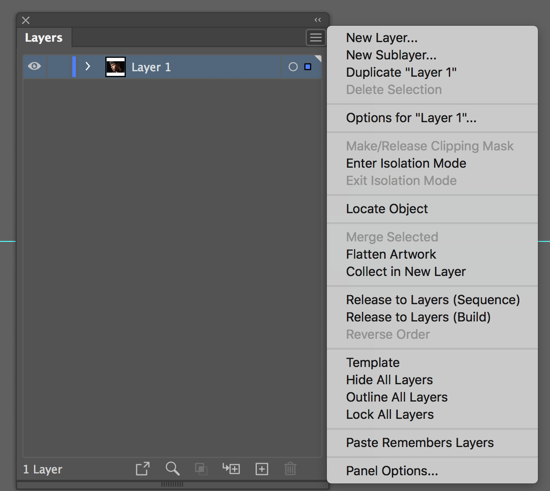 Layers
Layer 1
1 Layer
New Layer...
New Sublayer...
Duplicate "Layer 1"
Delete Selection
Options for "Layer 1"...
Make/Release Clipping Mask
Enter Isolation Mode
Exit Isolation Mode
Locate Object
Merge Selected
Flatten Artwork
Collect in New Layer
Release to Layers (Sequence)
Release to Layers (Build)
Reverse Order
Template
Hide All Layers
Outline All Layers
Lock All Layers
Paste Remembers Layers
Panel Options...